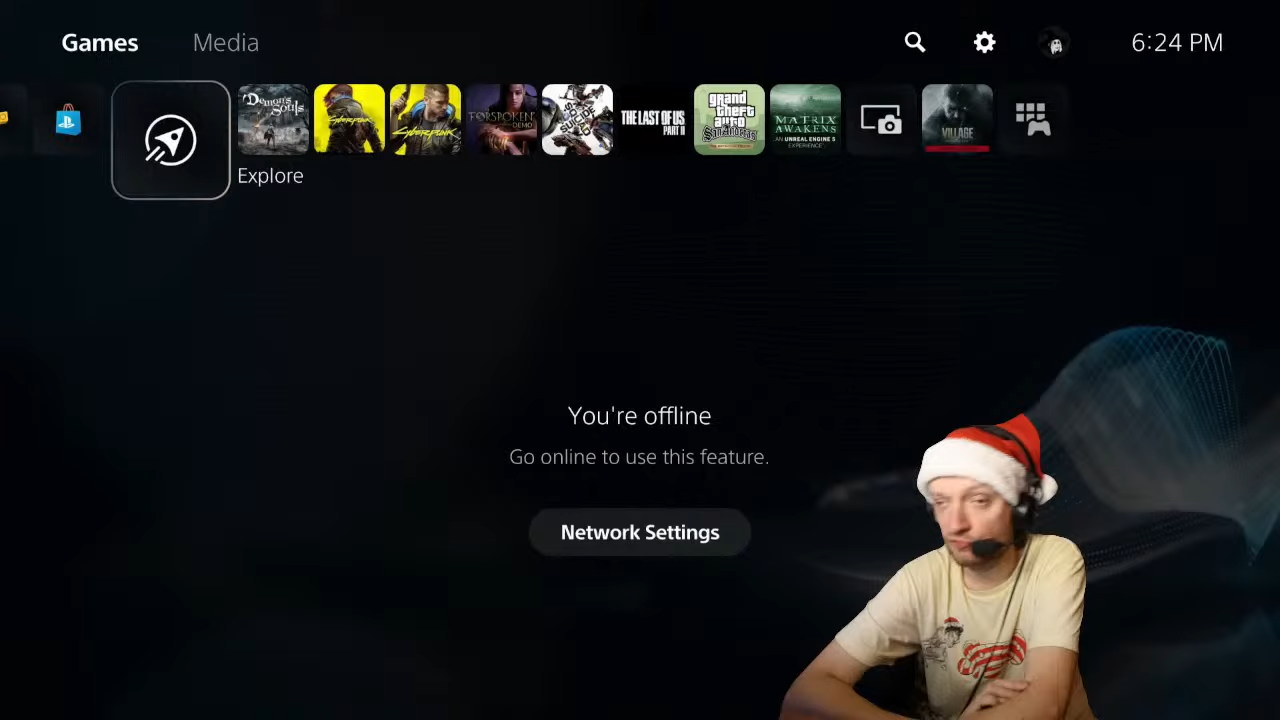 Games
Media
6:24 PM
Demon's Souls
Cyberpunk
Cyberpunk
FORSPOKEN
DEMO
THE LAST OF US
PART II
grand
theft
auto
San Andreas
MATRIX
AWAKENS
AN UNREAL ENGINE 5
EXPERIENCE
VILLAGE
Explore
You're offline
Go online to use this feature.
Network Settings